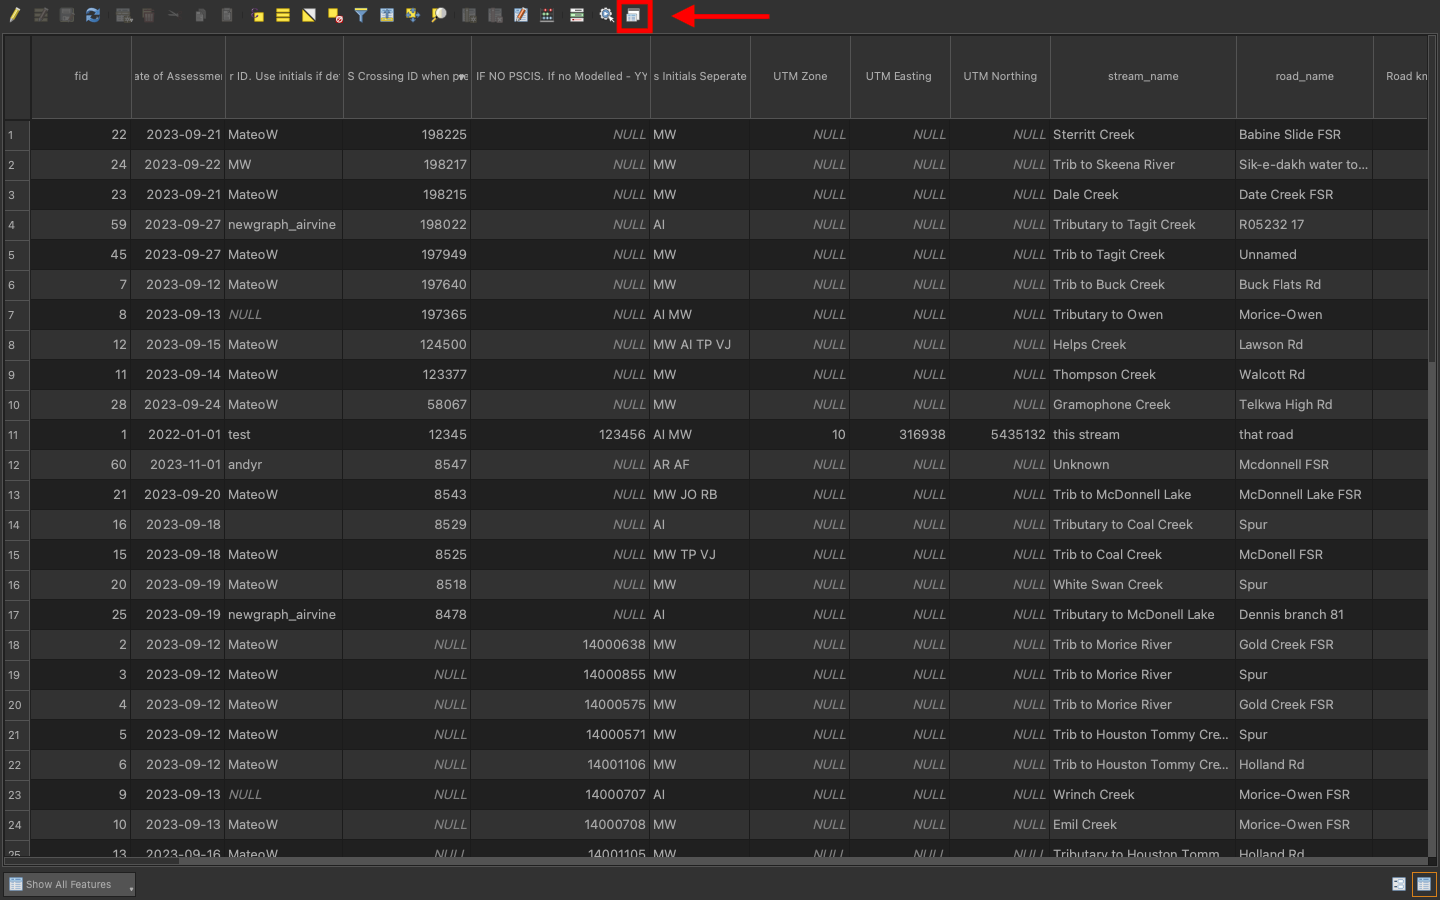 fid ate of Assessmer r ID. Use initials if de S Crossing ID when pre IF NO PSCIS. If no Modelled - YY s Initials Seperate UTM Zone UTM Easting UTM Northing stream_name road_name Road kn
1 22 2023-09-21 MateoW 198225 NULL MW NULL NULL NULL Sterritt Creek Babine Slide FSR
2 24 2023-09-22 MW 198217 NULL MW NULL NULL NULL Trib to Skeena River Sik-e-dakh water to...
3 23 2023-09-21 MateoW 198215 NULL MW NULL NULL NULL Dale Creek Date Creek FSR
4 59 2023-09-27 newgraph_airvine 198022 NULL AI NULL NULL NULL Tributary to Tagit Creek R05232 17
5 45 2023-09-27 MateoW 197949 NULL MW NULL NULL NULL Trib to Tagit Creek Unnamed
6 7 2023-09-12 MateoW 197640 NULL MW NULL NULL NULL Trib to Buck Creek Buck Flats Rd
7 8 2023-09-13 NULL 197365 NULL AI MW NULL NULL NULL Tributary to Owen Morice-Owen
8 12 2023-09-15 MateoW 124500 NULL MW AI TP VJ NULL NULL NULL Helps Creek Lawson Rd
9 11 2023-09-14 MateoW 123377 NULL MW NULL NULL NULL Thompson Creek Walcott Rd
10 28 2023-09-24 MateoW 58067 NULL MW NULL NULL NULL Gramophone Creek Telkwa High Rd
11 1 2022-01-01 test 12345 123456 AI MW 10 316938 5435132 this stream that road
12 60 2023-11-01 andyr 8547 NULL AR AF NULL NULL NULL Unknown Mcdonnell FSR
13 21 2023-09-20 MateoW 8543 NULL MW JO RB NULL NULL NULL Trib to McDonnell Lake McDonnell Lake FSR
14 16 2023-09-18 8529 NULL AI NULL NULL NULL Tributary to Coal Creek Spur
15 15 2023-09-18 MateoW 8525 NULL MW TP VJ NULL NULL NULL Trib to Coal Creek McDonell FSR
16 20 2023-09-19 MateoW 8518 NULL MW NULL NULL NULL White Swan Creek Spur
17 25 2023-09-19 newgraph_airvine 8478 NULL AI NULL NULL NULL Tributary to McDonell Lake Dennis branch 81
18 2 2023-09-12 MateoW NULL 14000638 MW NULL NULL NULL Trib to Morice River Gold Creek FSR
19 3 2023-09-12 MateoW NULL 14000855 MW NULL NULL NULL Trib to Morice River Spur
20 4 2023-09-12 MateoW NULL 14000575 MW NULL NULL NULL Trib to Morice River Gold Creek FSR
21 5 2023-09-12 MateoW NULL 14000571 MW NULL NULL NULL Trib to Houston Tommy Cre... Spur
22 6 2023-09-12 MateoW NULL 14001106 MW NULL NULL NULL Trib to Houston Tommy Cre... Holland Rd
23 9 2023-09-13 NULL NULL 14000707 AI NULL NULL NULL Wrinch Creek Morice-Owen FSR
24 10 2023-09-13 MateoW NULL 14000708 MW NULL NULL NULL Emil Creek Morice-Owen FSR
25 13 2023-09-16 MateoW NULL 14001105 MW NULL NULL NULL Tributary to Houston Tomm... Holland Rd
Show All Features